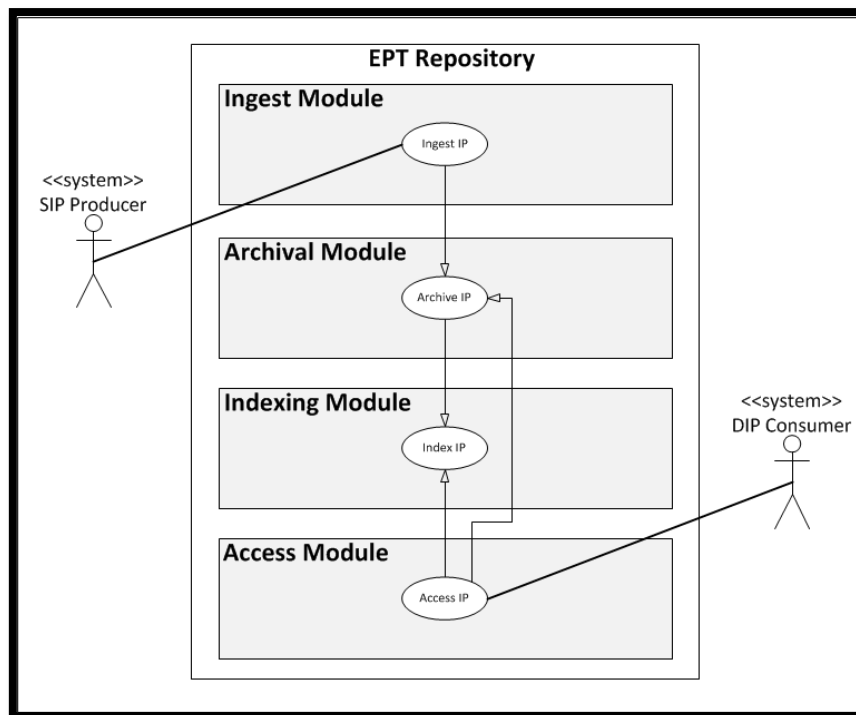 EPT Repository
Ingest Module
Ingest IP
<<system>>
SIP Producer
Archival Module
Archive IP
Indexing Module
Index IP
<<system>>
DIP Consumer
Access Module
Access IP